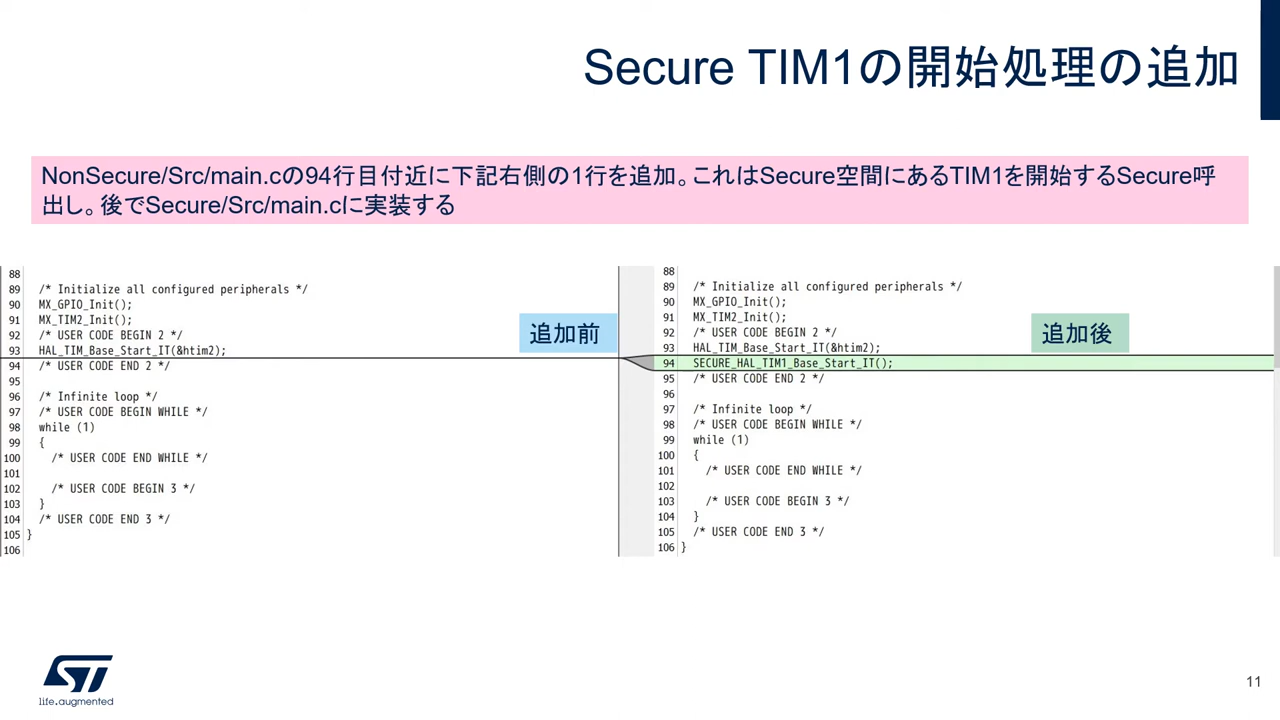 Secure TIM1の開始処理の追加
NonSecure/Src/main.cの94行目付近に下記右側の1行を追加。これはSecure空間にあるTIM1を開始するSecure呼
出し。後でSecure/Src/main.cに実装する
88
89 /* Initialize all configured peripherals */
90 MX_GPIO_Init();
91 MX_TIM2_Init();
92 /* USER CODE BEGIN 2 */
93 HAL_TIM_Base_Start_IT(&htim2);
94 /* USER CODE END 2 */
95
96 /* Infinite loop */
97 /* USER CODE BEGIN WHILE */
98 while (1)
99 {
100 /* USER CODE END WHILE */
101
102 /* USER CODE BEGIN 3 */
103 }
104 /* USER CODE END 3 */
105 }
106
追加前
88
89 /* Initialize all configured peripherals */
90 MX_GPIO_Init();
91 MX_TIM2_Init();
92 /* USER CODE BEGIN 2 */
93 HAL_TIM_Base_Start_IT(&htim2);
94 SECURE_HAL_TIM1_Base_Start_IT();
95 /* USER CODE END 2 */
96
97 /* Infinite loop */
98 /* USER CODE BEGIN WHILE */
99 while (1)
100 {
101 /* USER CODE END WHILE */
102
103 /* USER CODE BEGIN 3 */
104 }
105 /* USER CODE END 3 */
106 }
追加後
ST
life.augmented
11